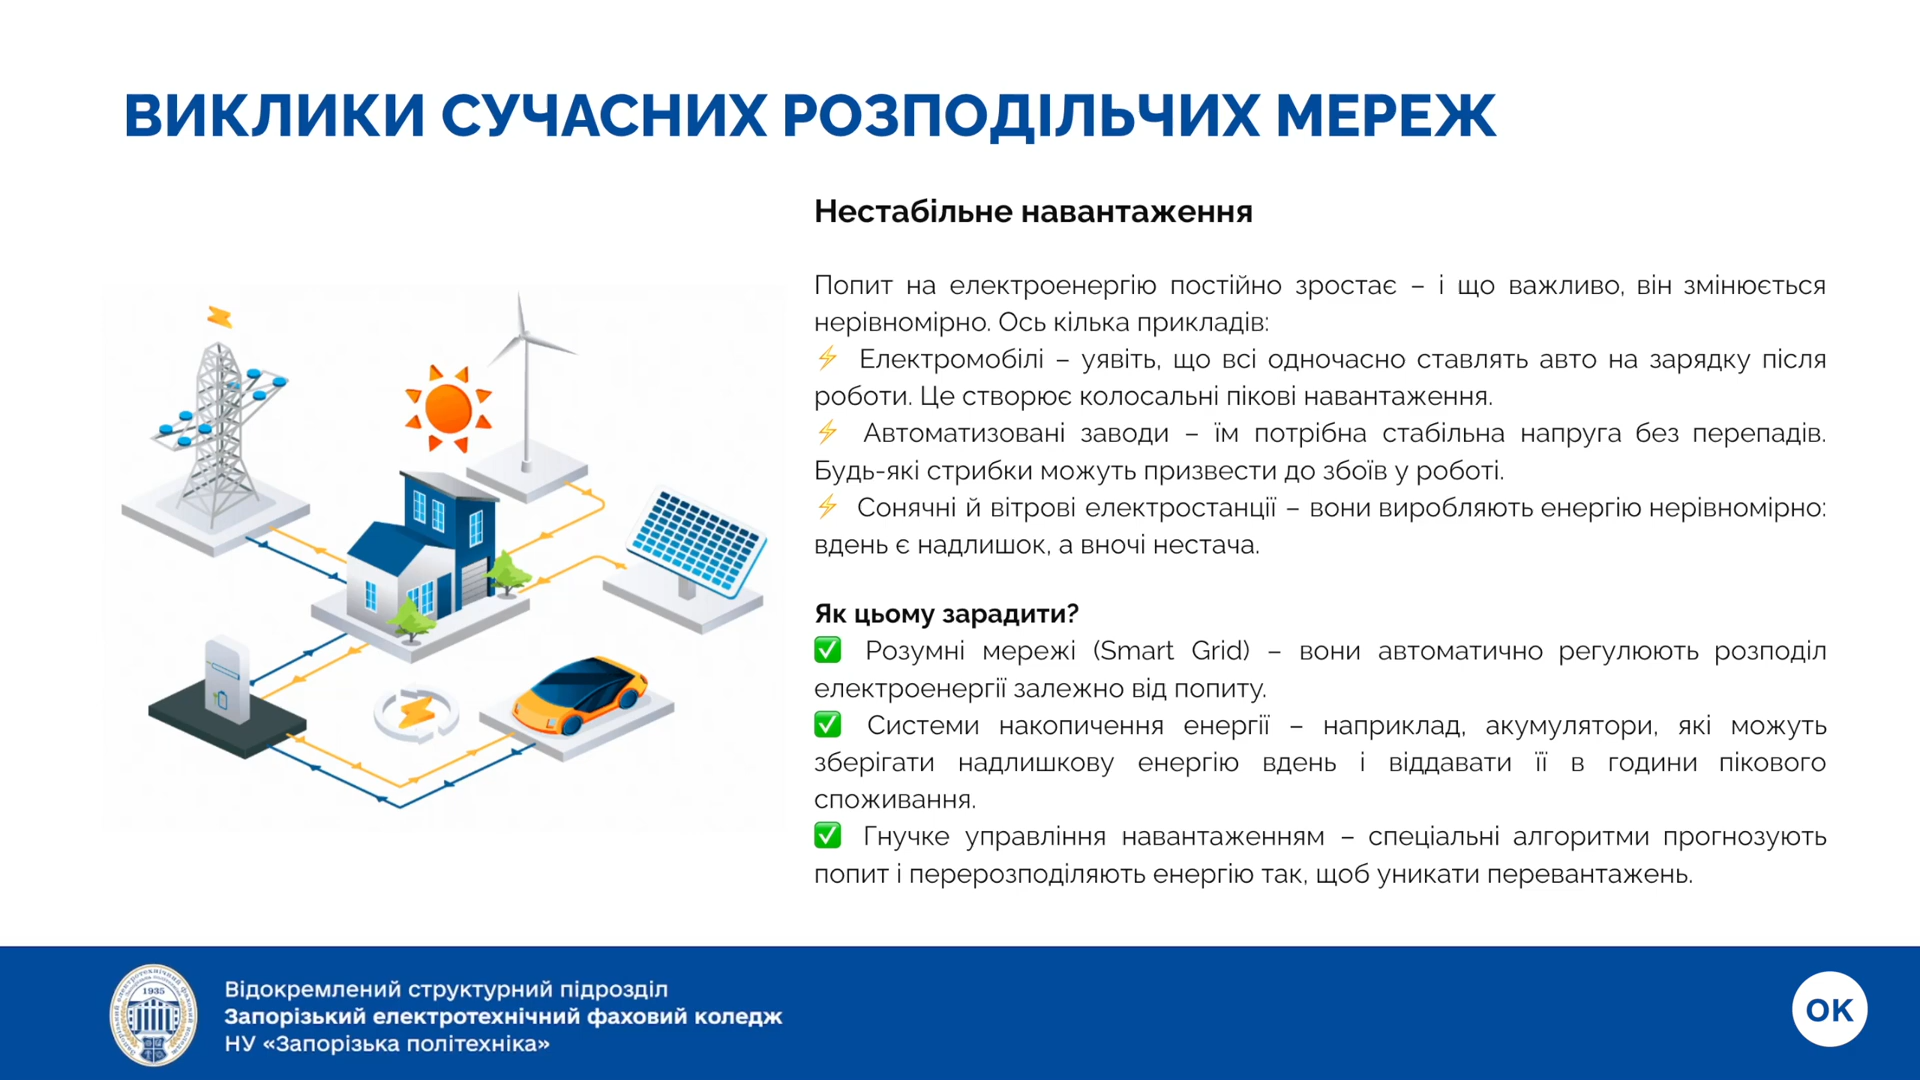 ВИКЛИКИ СУЧАСНИХ РОЗПОДІЛЬЧИХ МЕРЕЖ
Нестабільне навантаження
Попит на електроенергію постійно зростає – і що важливо, він змінюється
нерівномірно. Ось кілька прикладів:
⚡ Електромобілі – уявіть, що всі одночасно ставлять авто на зарядку після
роботи. Це створює колосальні пікові навантаження.
⚡ Автоматизовані заводи – їм потрібна стабільна напруга без перепадів.
Будь-які стрибки можуть призвести до збоїв у роботі.
⚡ Сонячні й вітрові електростанції – вони виробляють енергію нерівномірно:
вдень є надлишок, а вночі нестача.
Як цьому зарадити?
✅ Розумні мережі (Smart Grid) – вони автоматично регулюють розподіл
електроенергії залежно від попиту.
✅ Системи накопичення енергії – наприклад, акумулятори, які можуть
зберігати надлишкову енергію вдень і віддавати її в години пікового
споживання.
✅ Гнучке управління навантаженням – спеціальні алгоритми прогнозують
попит і перерозподіляють енергію так, щоб уникати перевантажень.
1935
Відокремлений структурний підрозділ
Запорізький електротехнічний фаховий коледж
НУ «Запорізька політехніка»
ОК